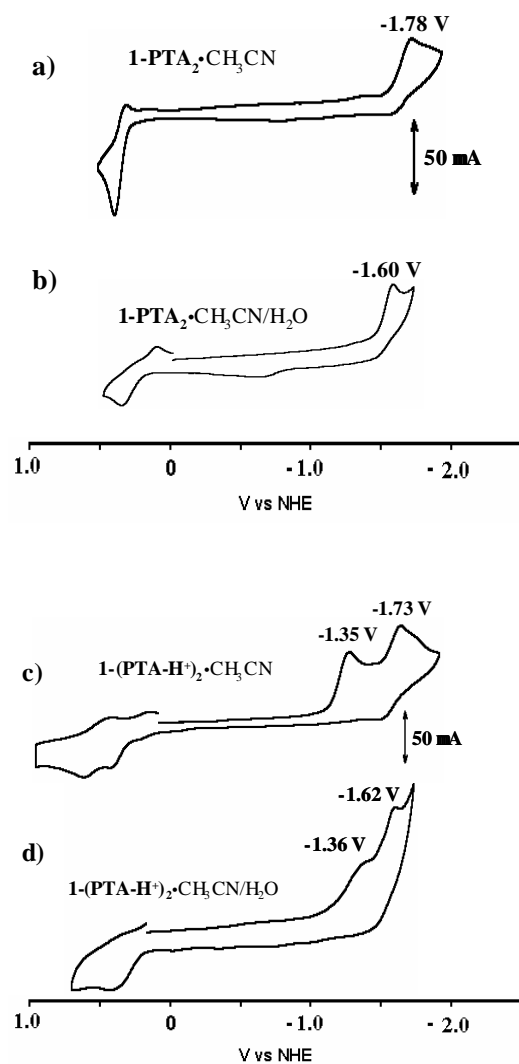 -1.78 V
a)
1-PTA₂•CH₃CN
50 mA
b)
-1.60 V
1-PTA₂•CH₃CN/H₂O
1.0 0 -1.0 - 2.0
V vs NHE
-1.73 V
-1.35 V
c)
1-(PTA-H⁺)₂•CH₃CN
50 mA
-1.62 V
d)
-1.36 V
1-(PTA-H⁺)₂•CH₃CN/H₂O
1.0 0 -1.0 - 2.0
V vs NHE